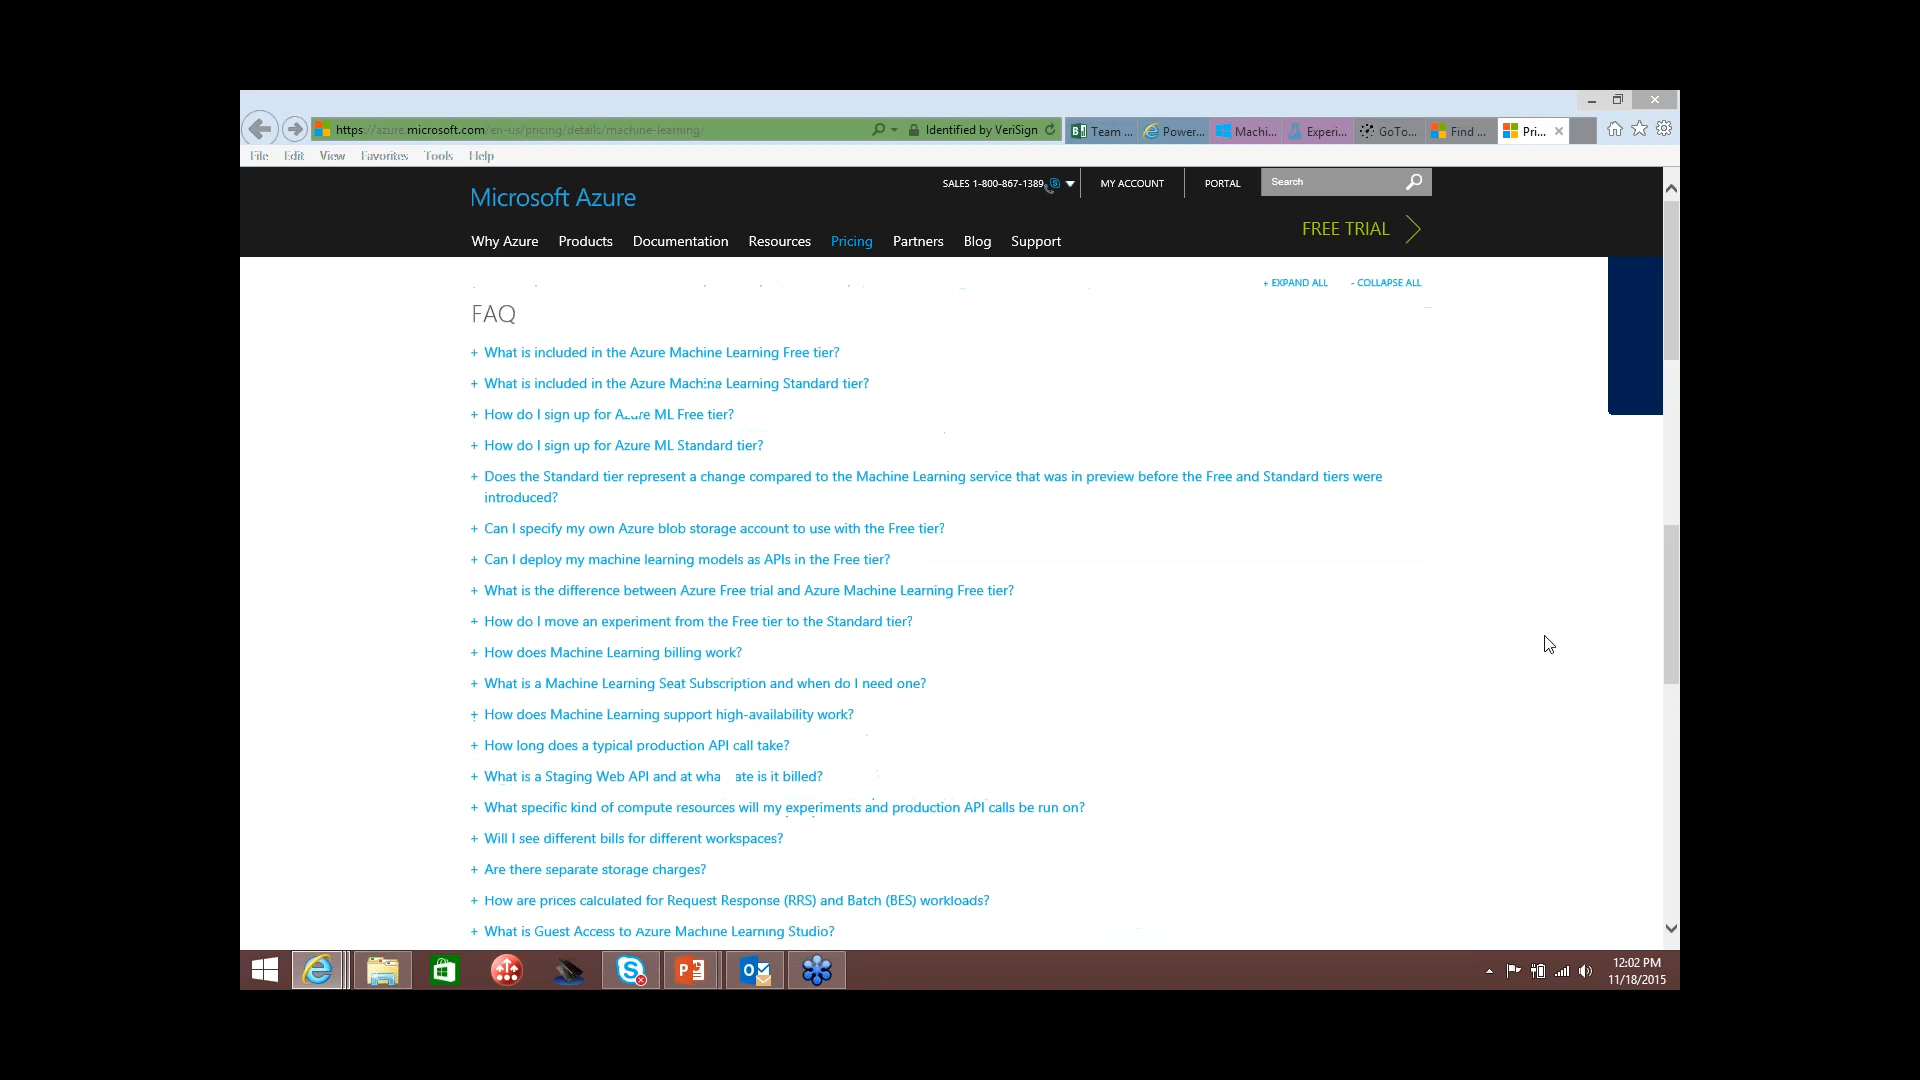 https://azure.microsoft.com/en-us/pricing/details/machine-learning/
Identified by VeriSign
Team ...
Power...
Machi...
Experi...
GoTo...
Find ...
Pri...
File Edit View Favorites Tools Help
SALES 1-800-867-1389
MY ACCOUNT
PORTAL
Search
Microsoft Azure
FREE TRIAL
Why Azure Products Documentation Resources Pricing Partners Blog Support
+ EXPAND ALL - COLLAPSE ALL
FAQ
+ What is included in the Azure Machine Learning Free tier?
+ What is included in the Azure Machine Learning Standard tier?
+ How do I sign up for Azure ML Free tier?
+ How do I sign up for Azure ML Standard tier?
+ Does the Standard tier represent a change compared to the Machine Learning service that was in preview before the Free and Standard tiers were
introduced?
+ Can I specify my own Azure blob storage account to use with the Free tier?
+ Can I deploy my machine learning models as APIs in the Free tier?
+ What is the difference between Azure Free trial and Azure Machine Learning Free tier?
+ How do I move an experiment from the Free tier to the Standard tier?
+ How does Machine Learning billing work?
+ What is a Machine Learning Seat Subscription and when do I need one?
+ How does Machine Learning support high-availability work?
+ How long does a typical production API call take?
+ What is a Staging Web API and at wha ate is it billed?
+ What specific kind of compute resources will my experiments and production API calls be run on?
+ Will I see different bills for different workspaces?
+ Are there separate storage charges?
+ How are prices calculated for Request Response (RRS) and Batch (BES) workloads?
+ What is Guest Access to Azure Machine Learning Studio?
12:02 PM
11/18/2015